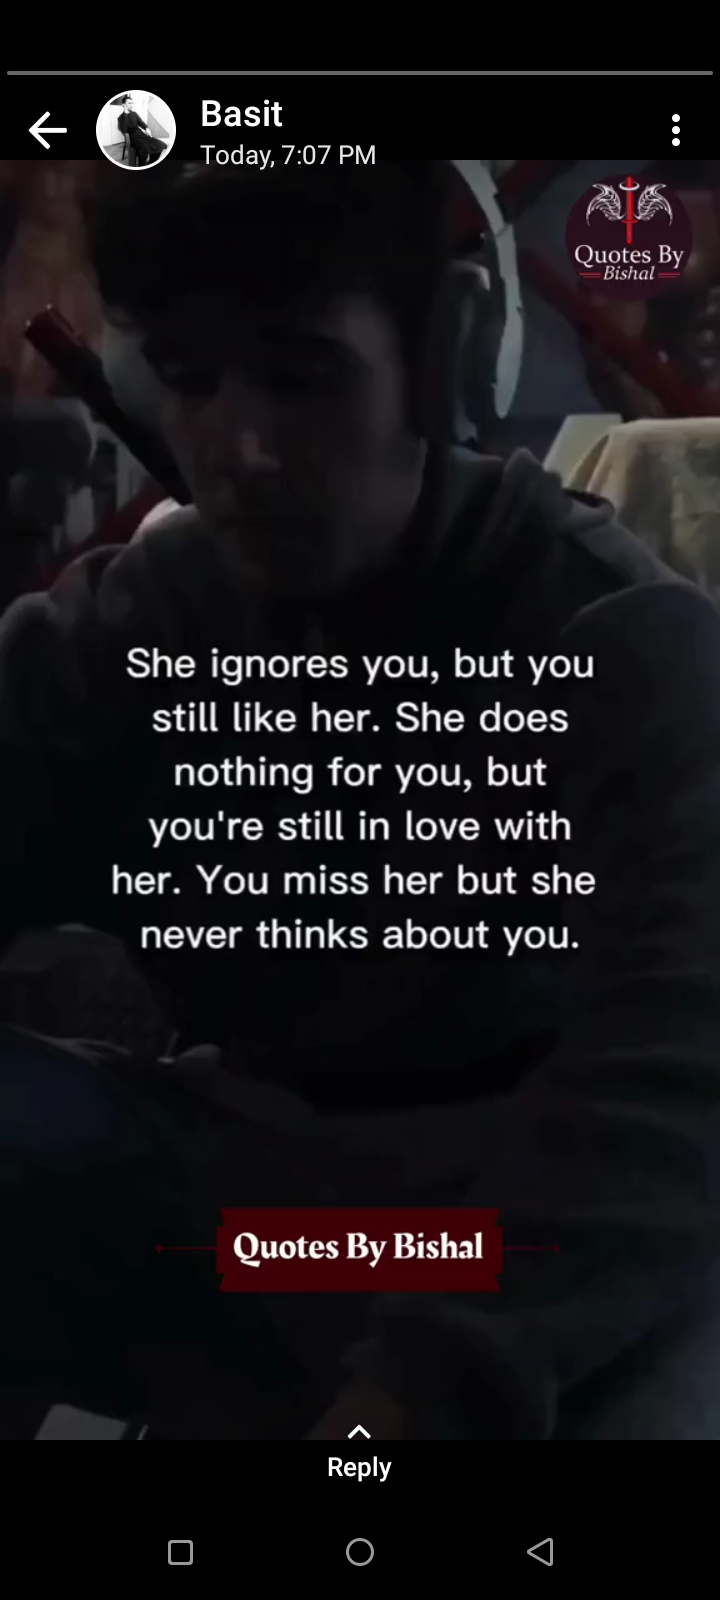 Basit
Today, 7:07 PM
Quotes By
Bishal
She ignores you, but you
still like her. She does
nothing for you, but
you're still in love with
her. You miss her but she
never thinks about you.
Quotes By Bishal
Reply